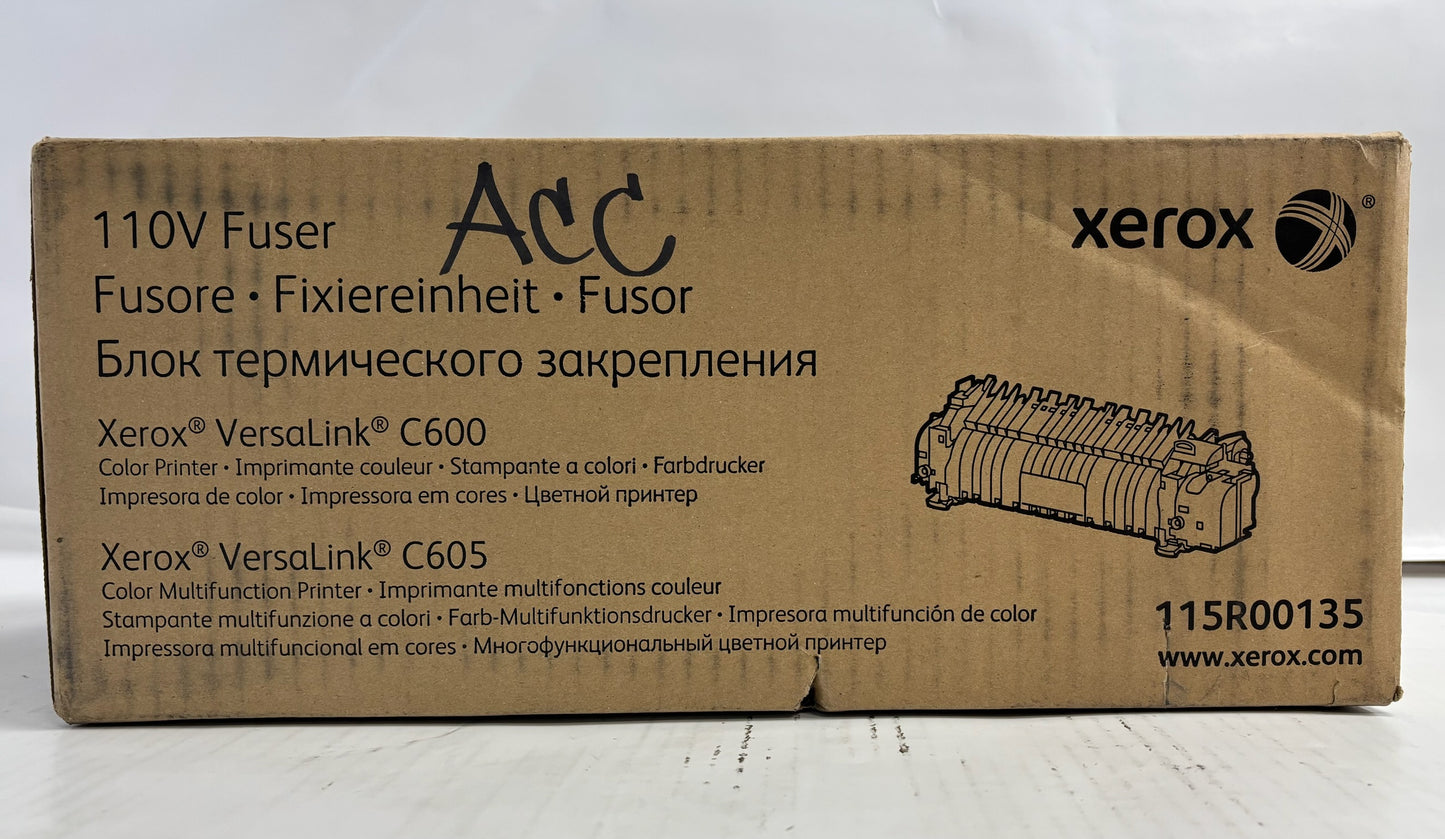 110V Fuser
ACC
xerox ®
Fusore • Fixiereinheit • Fusor
Блок термического закрепления
Xerox® VersaLink® C600
Color Printer • Imprimante couleur • Stampante a colori • Farbdrucker
Impresora de color • Impressora em cores • Цветной принтер
Xerox® VersaLink® C605
Color Multifunction Printer • Imprimante multifonctions couleur
Stampante multifunzione a colori • Farb-Multifunktionsdrucker • Impresora multifunción de color
Impressora multifuncional em cores • Многофункциональный цветной принтер
115R00135
www.xerox.com